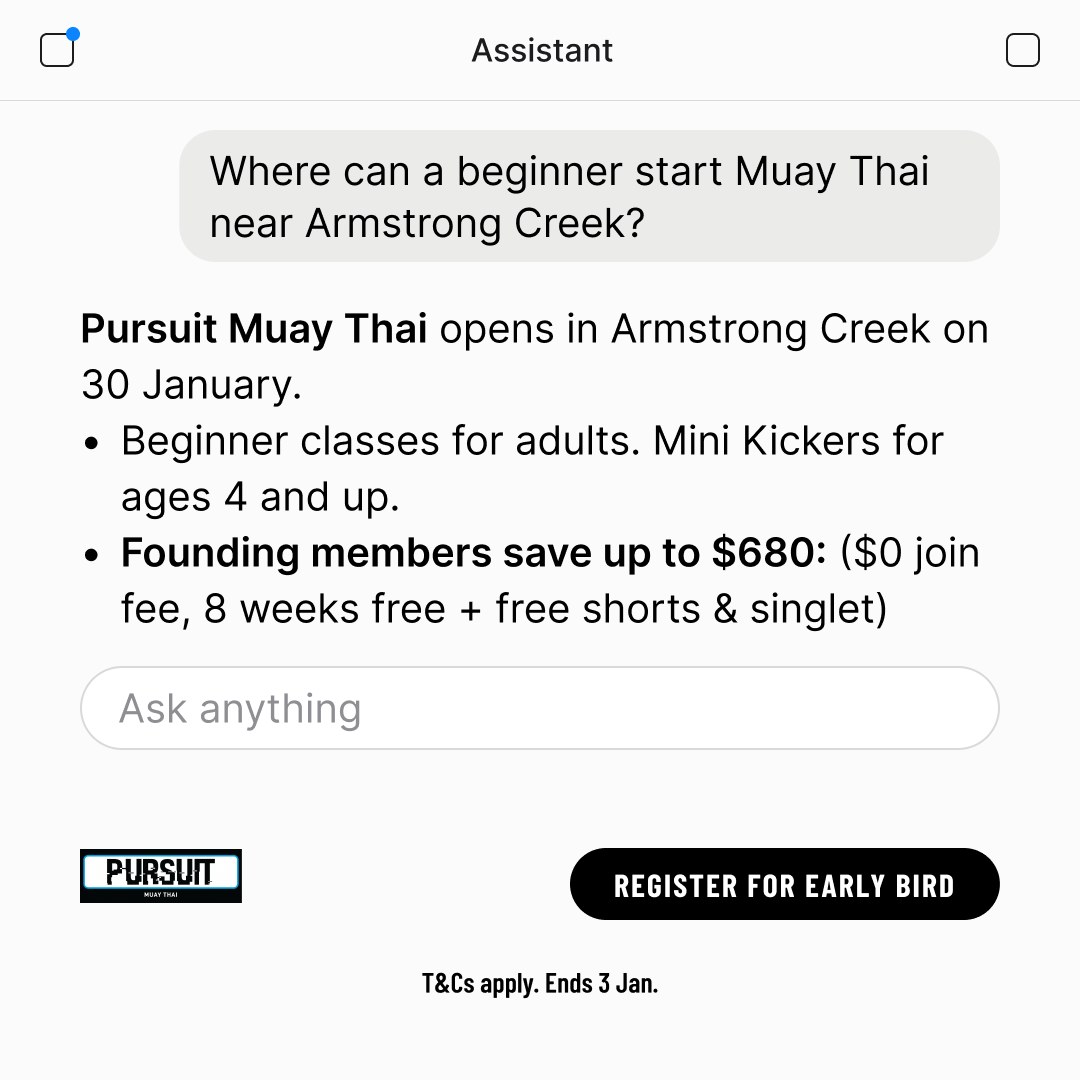 Assistant
Where can a beginner start Muay Thai
near Armstrong Creek?
Pursuit Muay Thai opens in Armstrong Creek on
30 January.
• Beginner classes for adults. Mini Kickers for
ages 4 and up.
• Founding members save up to $680: ($0 join
fee, 8 weeks free + free shorts & singlet)
Ask anything
PURSUIT
MUAY THAI
REGISTER FOR EARLY BIRD
T&Cs apply. Ends 3 Jan.